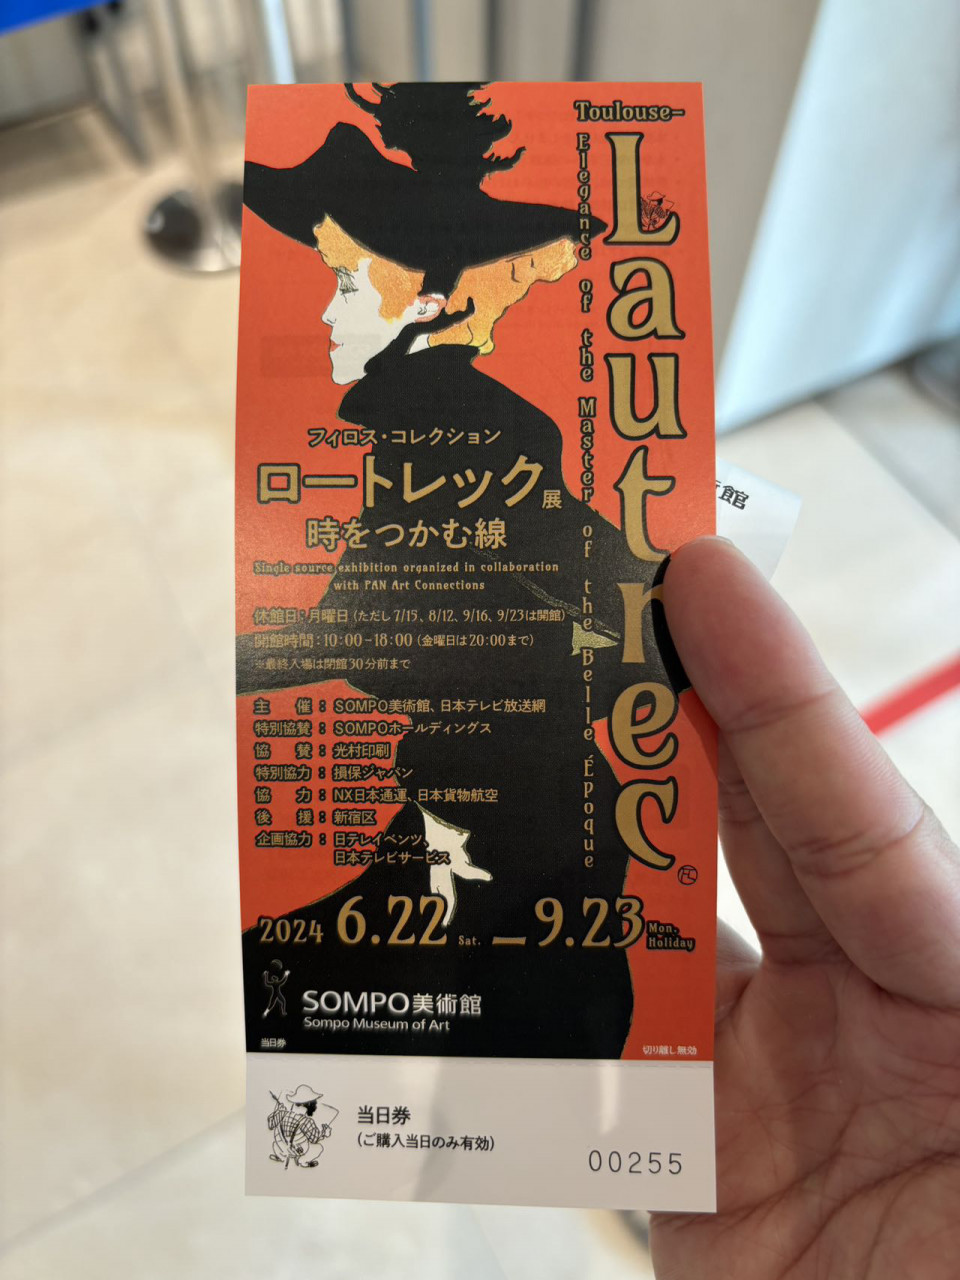 Toulouse-
Lautrec
Elegance of the Master of the Belle Époque
フィロス・コレクション
ロートレック展
時をつかむ線
Single source exhibition organized in collaboration
with PAN Art Connections
休館日：月曜日（ただし7/15、8/12、9/16、9/23は開館）
開館時間：10:00－18:00（金曜日は20:00まで）
※最終入場は閉館30分前まで
主　催：SOMPO美術館、日本テレビ放送網
特別協賛：SOMPOホールディングス
協　賛：光村印刷
特別協力：損保ジャパン
協　力：NX日本通運、日本貨物航空
後　援：新宿区
企画協力：日テレイベンツ、
日本テレビサービス
2024 6.22 Sat. – 9.23 Mon. Holiday
SOMPO美術館
Sompo Museum of Art
当日券
切り離し無効
当日券
（ご購入当日のみ有効）
00255
館